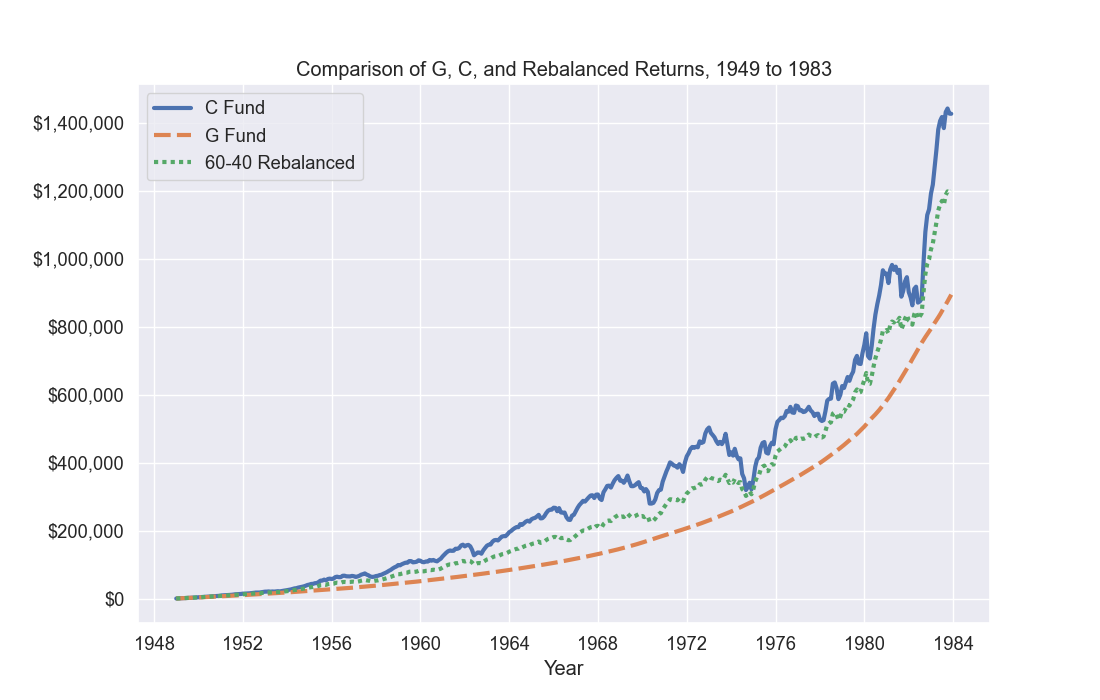 Comparison of G, C, and Rebalanced Returns, 1949 to 1983
C Fund
G Fund
60-40 Rebalanced
$1,400,000
$1,200,000
$1,000,000
$800,000
$600,000
$400,000
$200,000
$0
1948 1952 1956 1960 1964 1968 1972 1976 1980 1984
Year